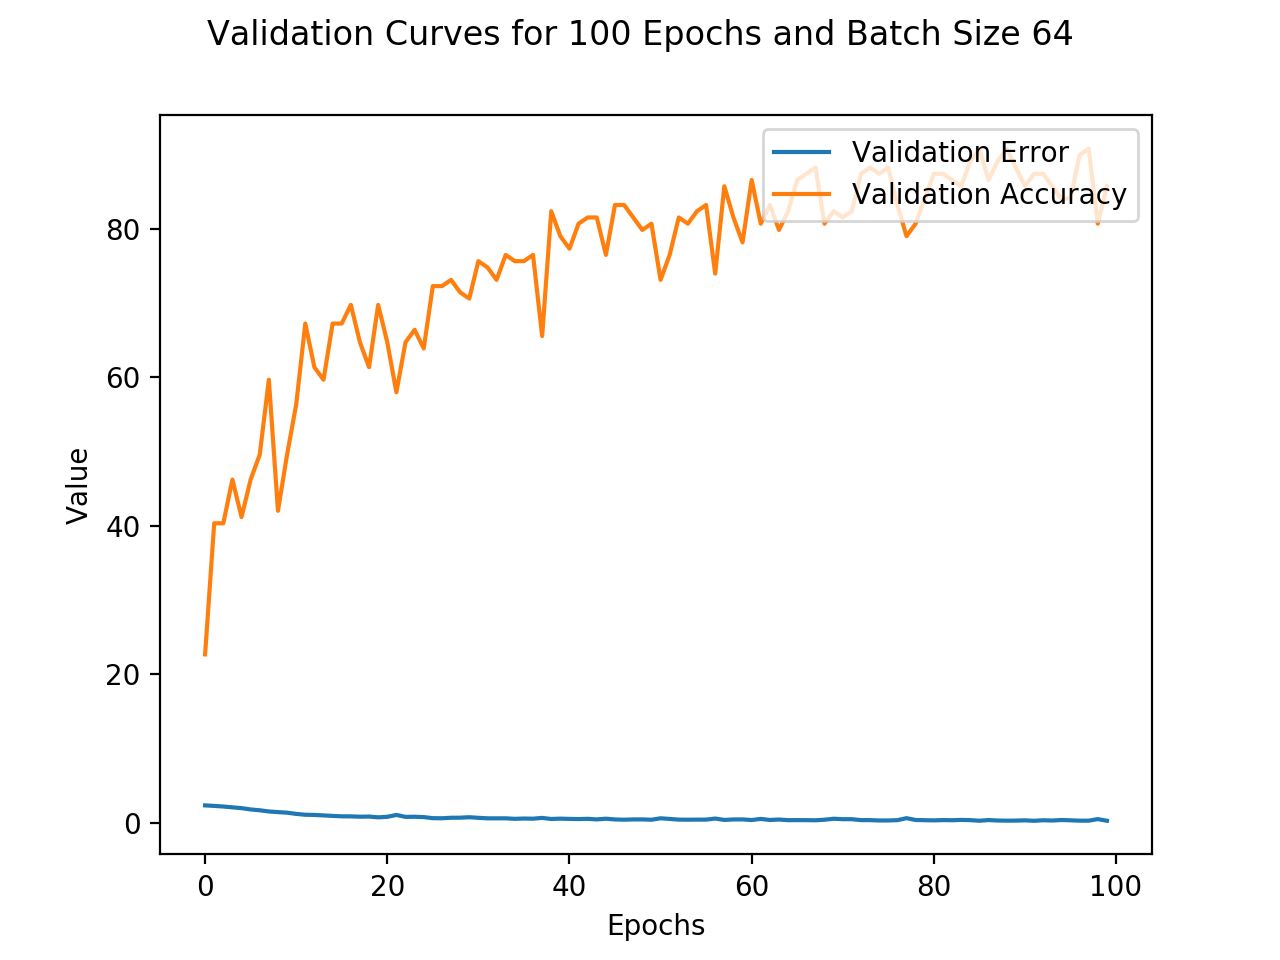 Validation Curves for 100 Epochs and Batch Size 64
Validation Error
Validation Accuracy
80
60
40
20
0
Value
0 20 40 60 80 100
Epochs